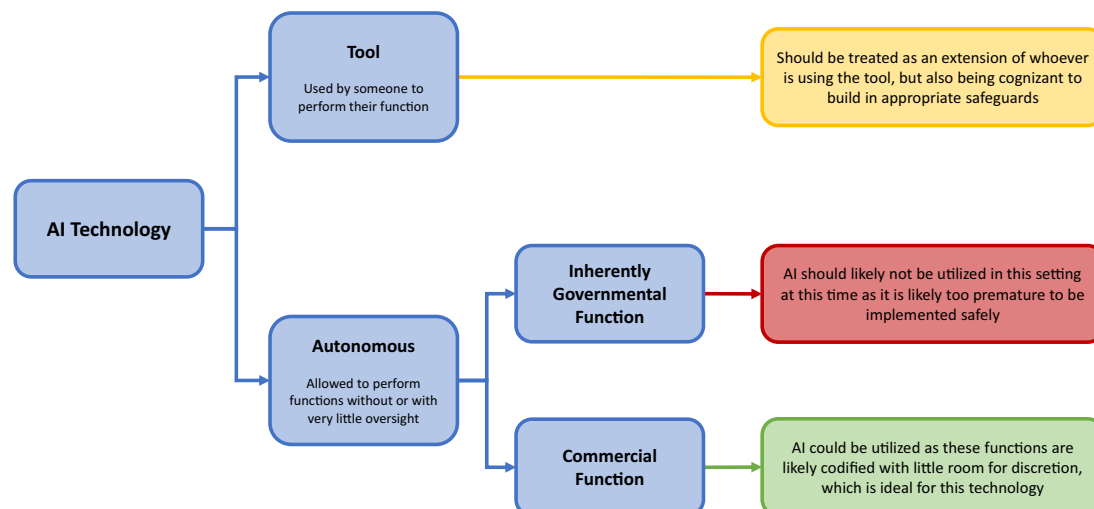 Tool
Used by someone to
perform their function
Should be treated as an extension of whoever
is using the tool, but also being cognizant to
build in appropriate safeguards
AI Technology
Inherently
Governmental
Function
AI should likely not be utilized in this setting
at this time as it is likely too premature to be
implemented safely
Autonomous
Allowed to perform
functions without or with
very little oversight
Commercial
Function
AI could be utilized as these functions are
likely codified with little room for discretion,
which is ideal for this technology